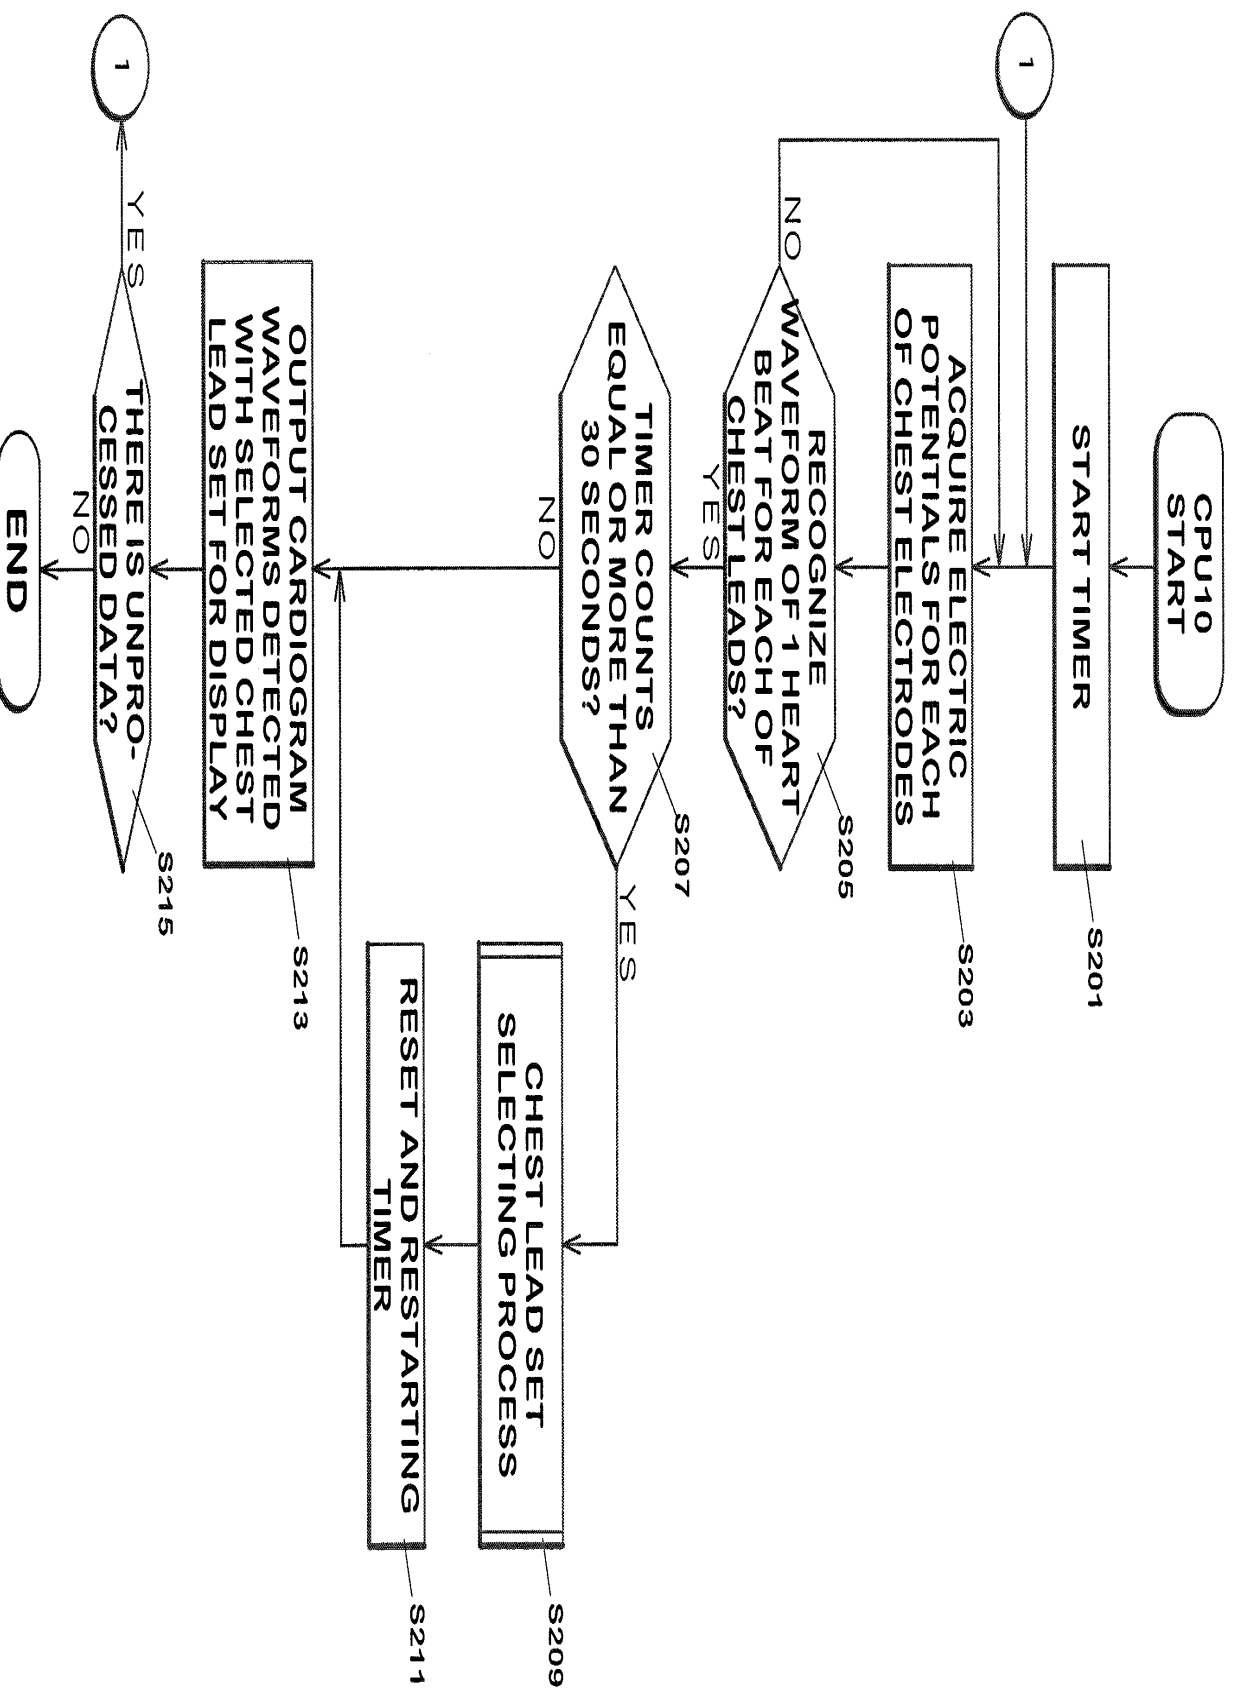 CPU10
START
START TIMER
S201
1
ACQUIRE ELECTRIC
POTENTIALS FOR EACH
OF CHEST ELECTRODES
S203
RECOGNIZE
WAVEFORM OF 1 HEART
BEAT FOR EACH OF
CHEST LEADS?
S205
NO
YES
TIMER COUNTS
EQUAL OR MORE THAN
30 SECONDS?
S207
YES
NO
CHEST LEAD SET
SELECTING PROCESS
S209
RESET AND RESTARTING
TIMER
S211
OUTPUT CARDIOGRAM
WAVEFORMS DETECTED
WITH SELECTED CHEST
LEAD SET FOR DISPLAY
S213
THERE IS UNPRO-
CESSED DATA?
S215
YES
1
NO
END